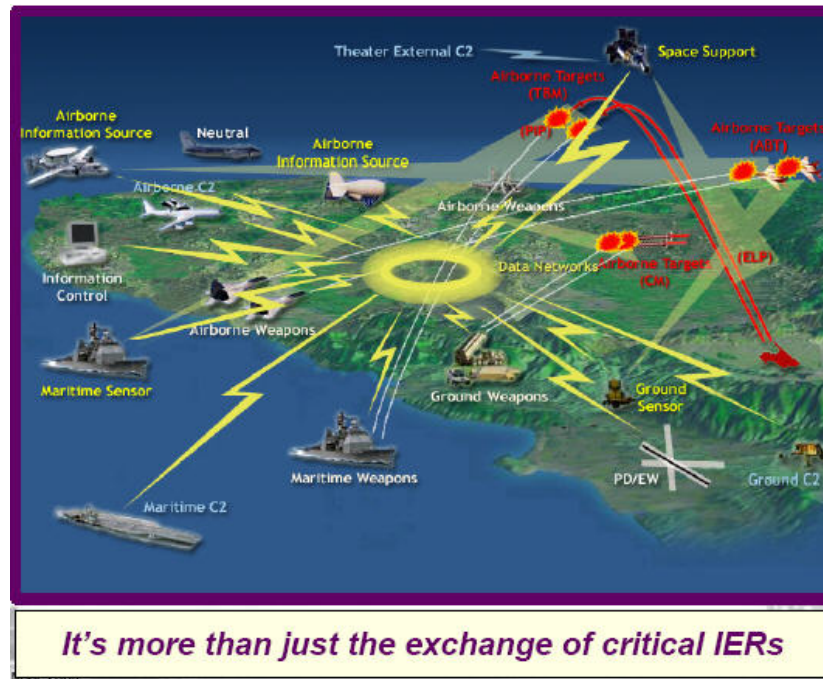 Theater External C2
Space Support
Airborne Targets
(TBM)
(PIP)
Airborne
Information Source
Neutral
Airborne
Information Source
Airborne Targets
(ABT)
Airborne C2
Airborne Weapons
Information
Control
Data Networks
Airborne Targets
(CM)
(ELP)
Airborne Weapons
Maritime Sensor
Ground Weapons
Ground
Sensor
Maritime Weapons
PD/EW
Ground C2
Maritime C2
It's more than just the exchange of critical IERs